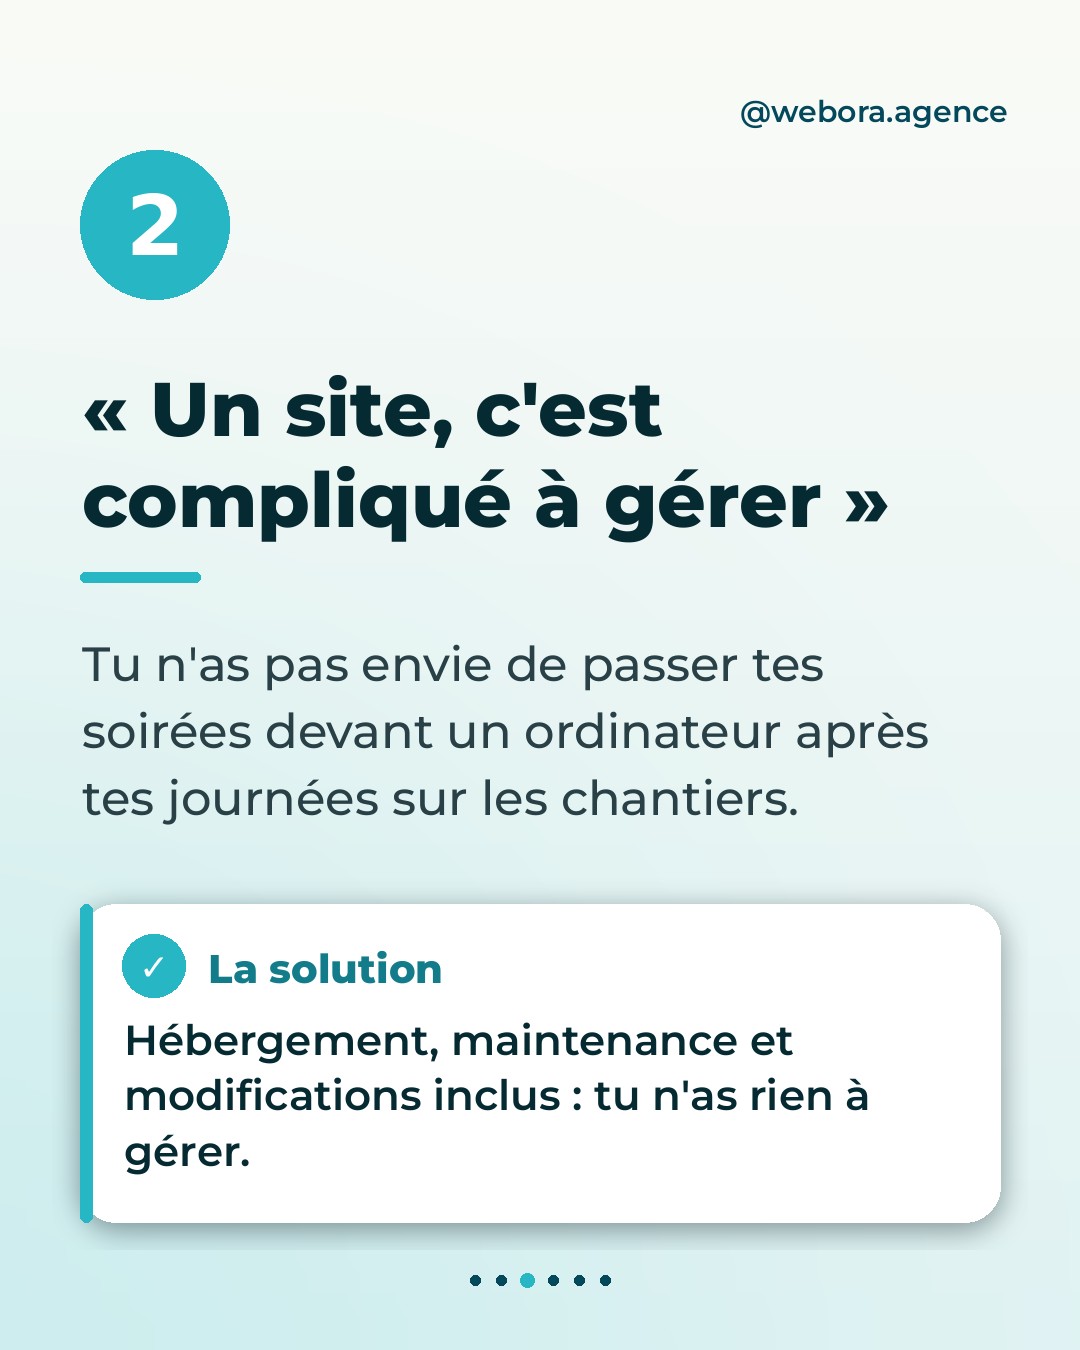 @webora.agence
2
« Un site, c'est
compliqué à gérer »
Tu n'as pas envie de passer tes
soirées devant un ordinateur après
tes journées sur les chantiers.
✓ La solution
Hébergement, maintenance et
modifications inclus : tu n'as rien à
gérer.